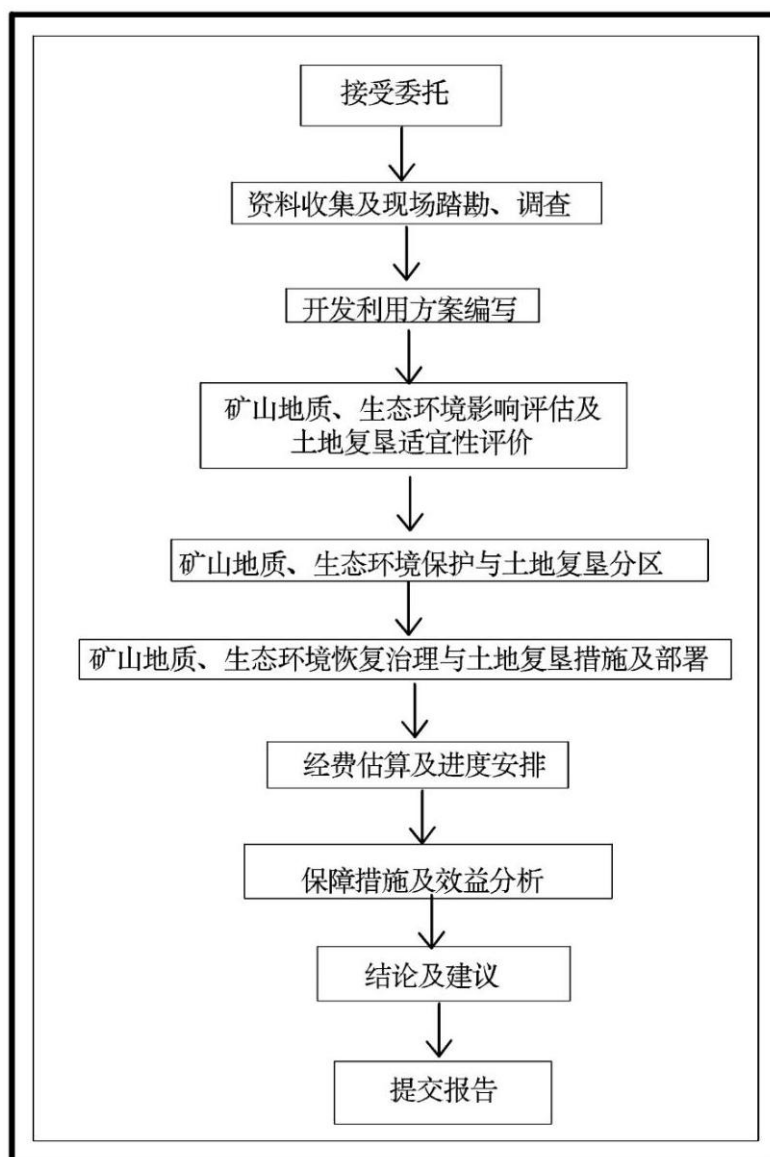 接受委托
资料收集及现场踏勘、调查
开发利用方案编写
矿山地质、生态环境影响评估及
土地复垦适宜性评价
矿山地质、生态环境保护与土地复垦分区
矿山地质、生态环境恢复治理与土地复垦措施及部署
经费估算及进度安排
保障措施及效益分析
结论及建议
提交报告